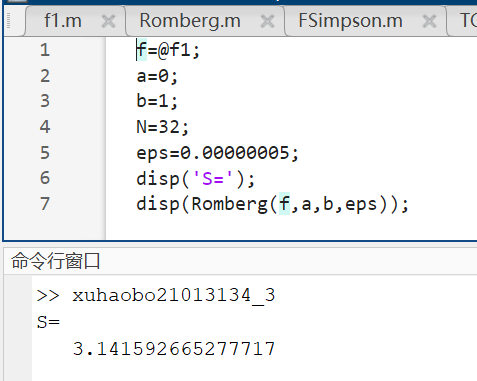 f1.m × Romberg.m × FSimpson.m × TC
1 f=@f1;
2 a=0;
3 b=1;
4 N=32;
5 eps=0.00000005;
6 disp('S=');
7 disp(Romberg(f,a,b,eps));
命令行窗口
>> xuhaobo21013134_3
S=
3.141592665277717